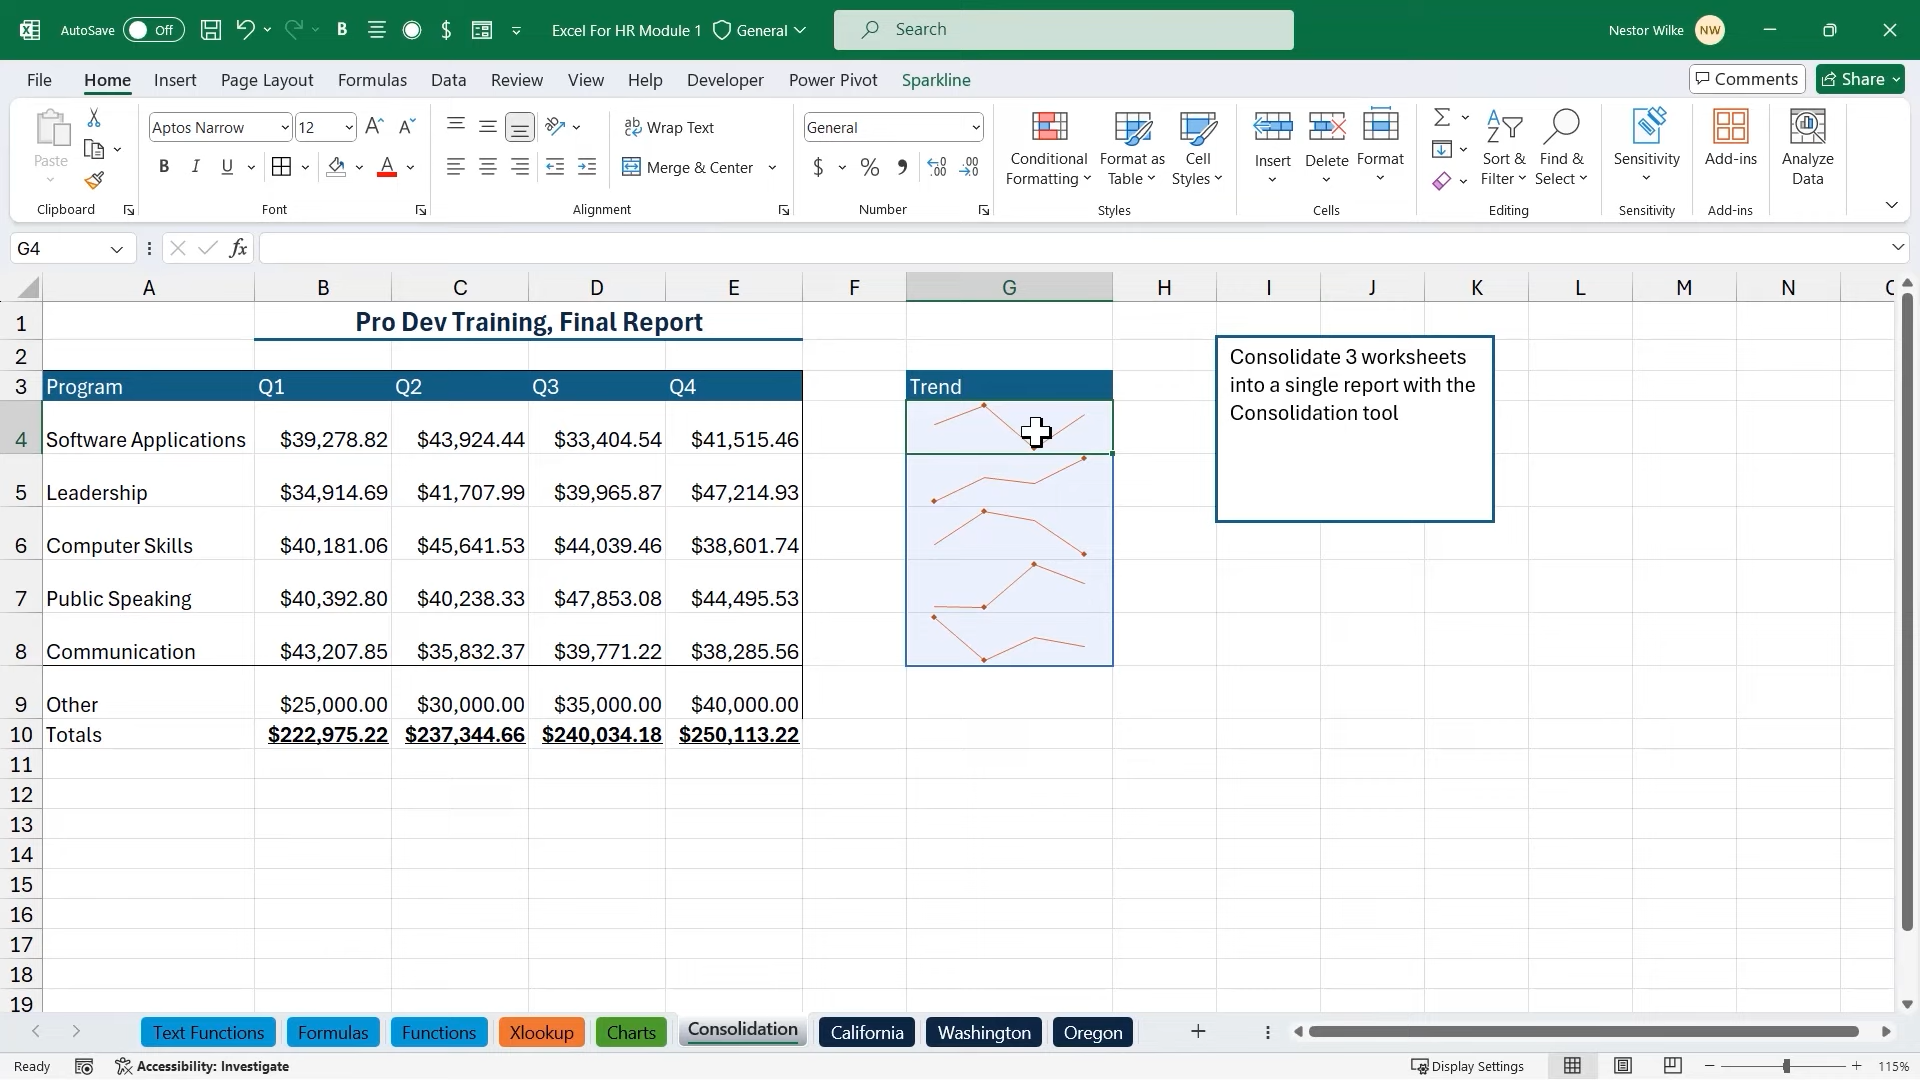 AutoSave Off B $ Excel For HR Module 1 General Search Nestor Wilke NW
File Home Insert Page Layout Formulas Data Review View Help Developer Power Pivot Sparkline Comments Share
Paste
Clipboard
Aptos Narrow 12 A A
B I U A
Font
ab Wrap Text
Merge & Center
Alignment
General
$ % , .00 .00
Number
Conditional Formatting
Format as Table
Cell Styles
Styles
Insert
Delete
Format
Cells
Sort & Filter
Find & Select
Editing
Sensitivity
Sensitivity
Add-ins
Add-ins
Analyze Data
G4 fx
A B C D E F G H I J K L M N
1 Pro Dev Training, Final Report
2
3 Program Q1 Q2 Q3 Q4 Trend
4 Software Applications $39,278.82 $43,924.44 $33,404.54 $41,515.46
5 Leadership $34,914.69 $41,707.99 $39,965.87 $47,214.93
6 Computer Skills $40,181.06 $45,641.53 $44,039.46 $38,601.74
7 Public Speaking $40,392.80 $40,238.33 $47,853.08 $44,495.53
8 Communication $43,207.85 $35,832.37 $39,771.22 $38,285.56
9 Other $25,000.00 $30,000.00 $35,000.00 $40,000.00
10 Totals $222,975.22 $237,344.66 $240,034.18 $250,113.22
11
12
13
14
15
16
17
18
19
Consolidate 3 worksheets
into a single report with the
Consolidation tool
Text Functions Formulas Functions Xlookup Charts Consolidation California Washington Oregon
Ready Accessibility: Investigate Display Settings 115%